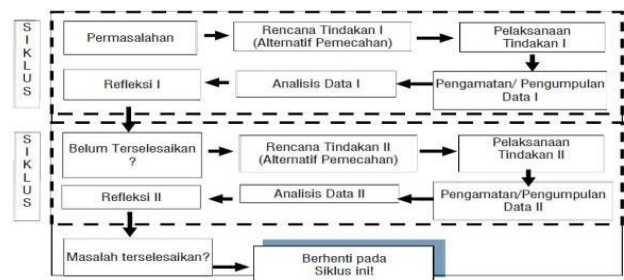 SIKLUS
Permasalahan
Rencana Tindakan I
(Alternatif Pemecahan)
Pelaksanaan
Tindakan I
Refleksi I
Analisis Data I
Pengamatan/ Pengumpulan
Data I
SIKLUS
Belum Terselesaikan
?
Rencana Tindakan II
(Alternatif Pemecahan)
Pelaksanaan
Tindakan II
Refleksi II
Analisis Data II
Pengamatan/Pengumpulan
Data II
Masalah terselesaikan?
Berhenti pada
Siklus ini!